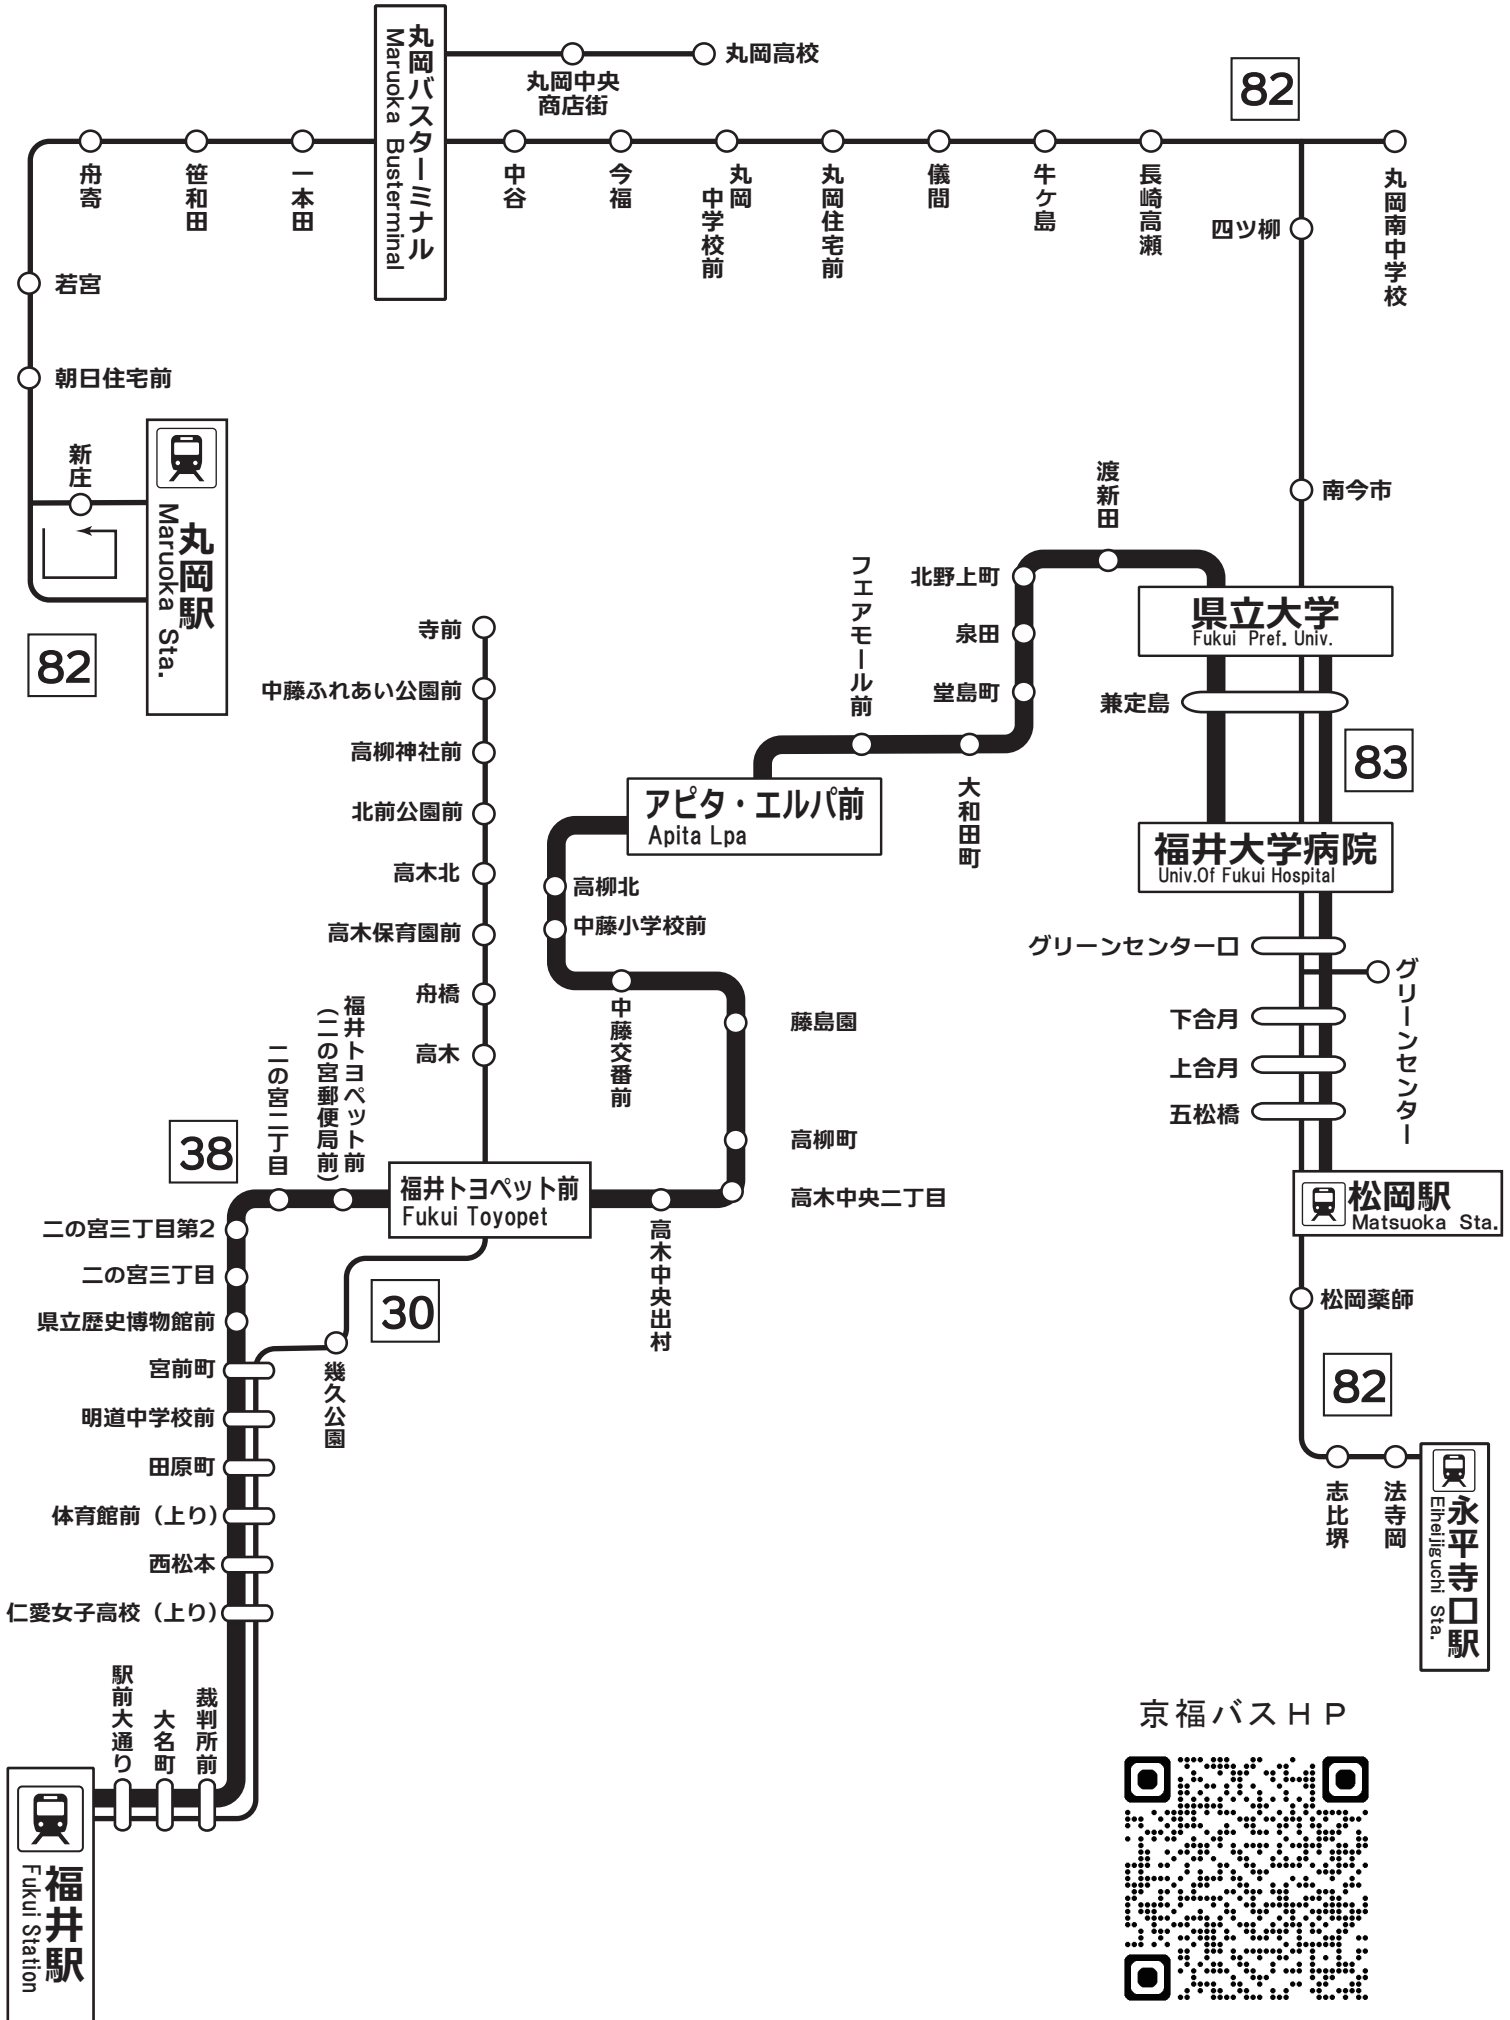 丸岡バスターミナル
Maruoka Busterminal
丸岡中央
商店街
丸岡高校
82
舟寄
笹和田
一本田
中谷
今福
丸岡
中学校前
丸岡住宅前
儀間
牛ケ島
長崎高瀬
丸岡南中学校
四ツ柳
若宮
朝日住宅前
新庄
丸岡駅
Maruoka Sta.
82
南今市
渡新田
北野上町
泉田
堂島町
フェアモール前
大和田町
県立大学
Fukui Pref. Univ.
兼定島
83
寺前
中藤ふれあい公園前
高柳神社前
北前公園前
高木北
高木保育園前
舟橋
高木
アピタ・エルパ前
Apita Lpa
高柳北
中藤小学校前
中藤交番前
藤島園
高柳町
高木中央二丁目
高木中央出村
福井大学病院
Univ.Of Fukui Hospital
グリーンセンター口
グリーンセンター
下合月
上合月
五松橋
松岡駅
Matsuoka Sta.
松岡薬師
82
志比堺
法寺岡
永平寺口駅
Eiheijiguchi Sta.
福井トヨペット前
(二の宮郵便局前)
二の宮二丁目
38
福井トヨペット前
Fukui Toyopet
30
二の宮三丁目第2
二の宮三丁目
県立歴史博物館前
宮前町
明道中学校前
田原町
体育館前（上り）
西松本
仁愛女子高校（上り）
幾久公園
駅前大通り
大名町
裁判所前
福井駅
Fukui Station
京福バスＨＰ